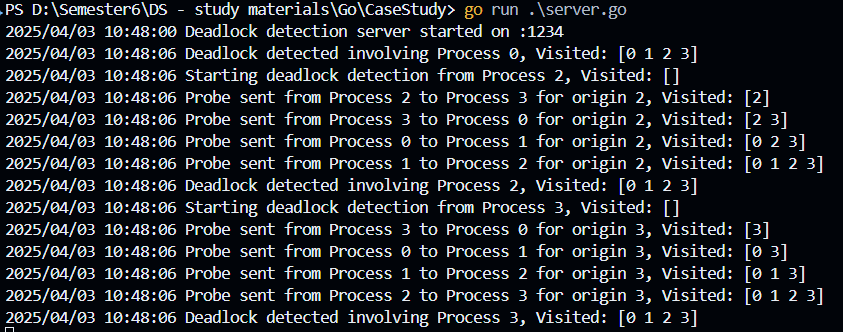 PS D:\Semester6\DS - study materials\Go\CaseStudy> go run .\server.go
2025/04/03 10:48:00 Deadlock detection server started on :1234
2025/04/03 10:48:06 Deadlock detected involving Process 0, Visited: [0 1 2 3]
2025/04/03 10:48:06 Starting deadlock detection from Process 2, Visited: []
2025/04/03 10:48:06 Probe sent from Process 2 to Process 3 for origin 2, Visited: [2]
2025/04/03 10:48:06 Probe sent from Process 3 to Process 0 for origin 2, Visited: [2 3]
2025/04/03 10:48:06 Probe sent from Process 0 to Process 1 for origin 2, Visited: [0 2 3]
2025/04/03 10:48:06 Probe sent from Process 1 to Process 2 for origin 2, Visited: [0 1 2 3]
2025/04/03 10:48:06 Deadlock detected involving Process 2, Visited: [0 1 2 3]
2025/04/03 10:48:06 Starting deadlock detection from Process 3, Visited: []
2025/04/03 10:48:06 Probe sent from Process 3 to Process 0 for origin 3, Visited: [3]
2025/04/03 10:48:06 Probe sent from Process 0 to Process 1 for origin 3, Visited: [0 3]
2025/04/03 10:48:06 Probe sent from Process 1 to Process 2 for origin 3, Visited: [0 1 3]
2025/04/03 10:48:06 Probe sent from Process 2 to Process 3 for origin 3, Visited: [0 1 2 3]
2025/04/03 10:48:06 Deadlock detected involving Process 3, Visited: [0 1 2 3]